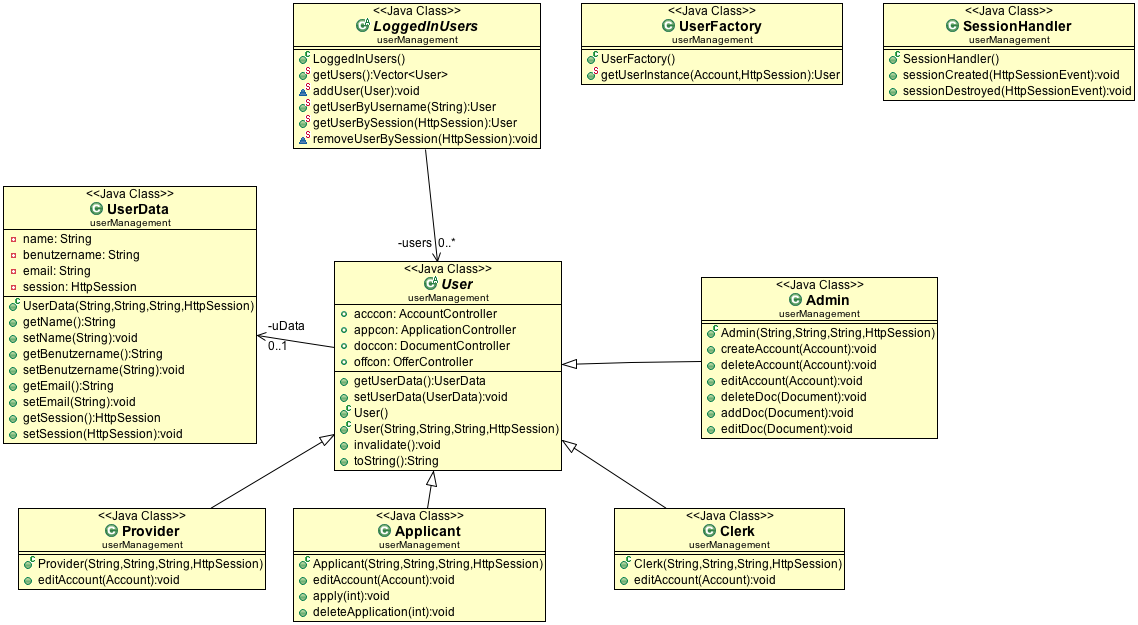 <<Java Class>>
LoggedInUsers
userManagement
LoggedInUsers()
getUsers():Vector<User>
addUser(User):void
getUserByUsername(String):User
getUserBySession(HttpSession):User
removeUserBySession(HttpSession):void
<<Java Class>>
UserFactory
userManagement
UserFactory()
getUserInstance(Account,HttpSession):User
<<Java Class>>
SessionHandler
userManagement
SessionHandler()
sessionCreated(HttpSessionEvent):void
sessionDestroyed(HttpSessionEvent):void
<<Java Class>>
UserData
userManagement
name: String
benutzername: String
email: String
session: HttpSession
UserData(String,String,String,HttpSession)
getName():String
setName(String):void
getBenutzername():String
setBenutzername(String):void
getEmail():String
setEmail(String):void
getSession():HttpSession
setSession(HttpSession):void
-users 0..*
-uData
0..1
<<Java Class>>
User
userManagement
acccon: AccountController
appcon: ApplicationController
doccon: DocumentController
offcon: OfferController
getUserData():UserData
setUserData(UserData):void
User()
User(String,String,String,HttpSession)
invalidate():void
toString():String
<<Java Class>>
Admin
userManagement
Admin(String,String,String,HttpSession)
createAccount(Account):void
deleteAccount(Account):void
editAccount(Account):void
deleteDoc(Document):void
addDoc(Document):void
editDoc(Document):void
<<Java Class>>
Provider
userManagement
Provider(String,String,String,HttpSession)
editAccount(Account):void
<<Java Class>>
Applicant
userManagement
Applicant(String,String,String,HttpSession)
editAccount(Account):void
apply(int):void
deleteApplication(int):void
<<Java Class>>
Clerk
userManagement
Clerk(String,String,String,HttpSession)
editAccount(Account):void